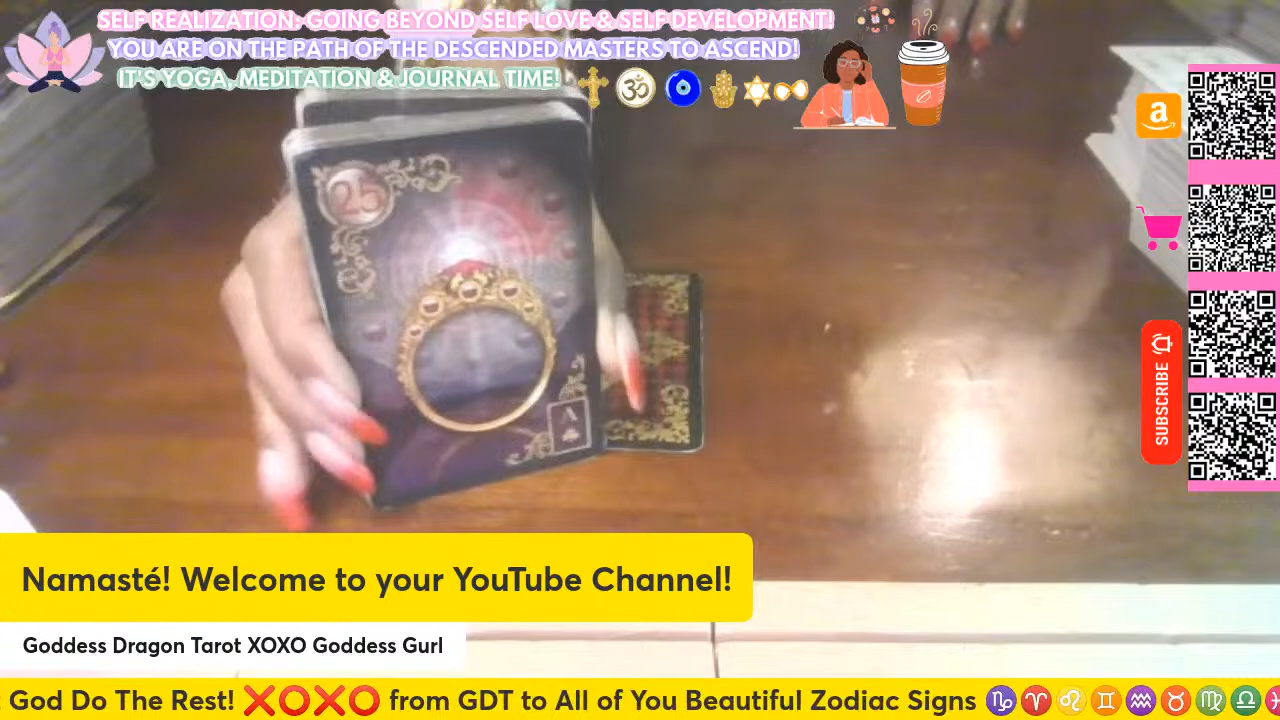 SELF REALIZATION: GOING BEYOND SELF LOVE & SELF DEVELOPMENT!
YOU ARE ON THE PATH OF THE DESCENDED MASTERS TO ASCEND!
IT'S YOGA, MEDITATION & JOURNAL TIME!
25
A
SUBSCRIBE
Namasté! Welcome to your YouTube Channel!
Goddess Dragon Tarot XOXO Goddess Gurl
God Do The Rest! ❌⭕❌⭕ from GDT to All of You Beautiful Zodiac Signs ♑♈♌♊♒♉♍♎♓